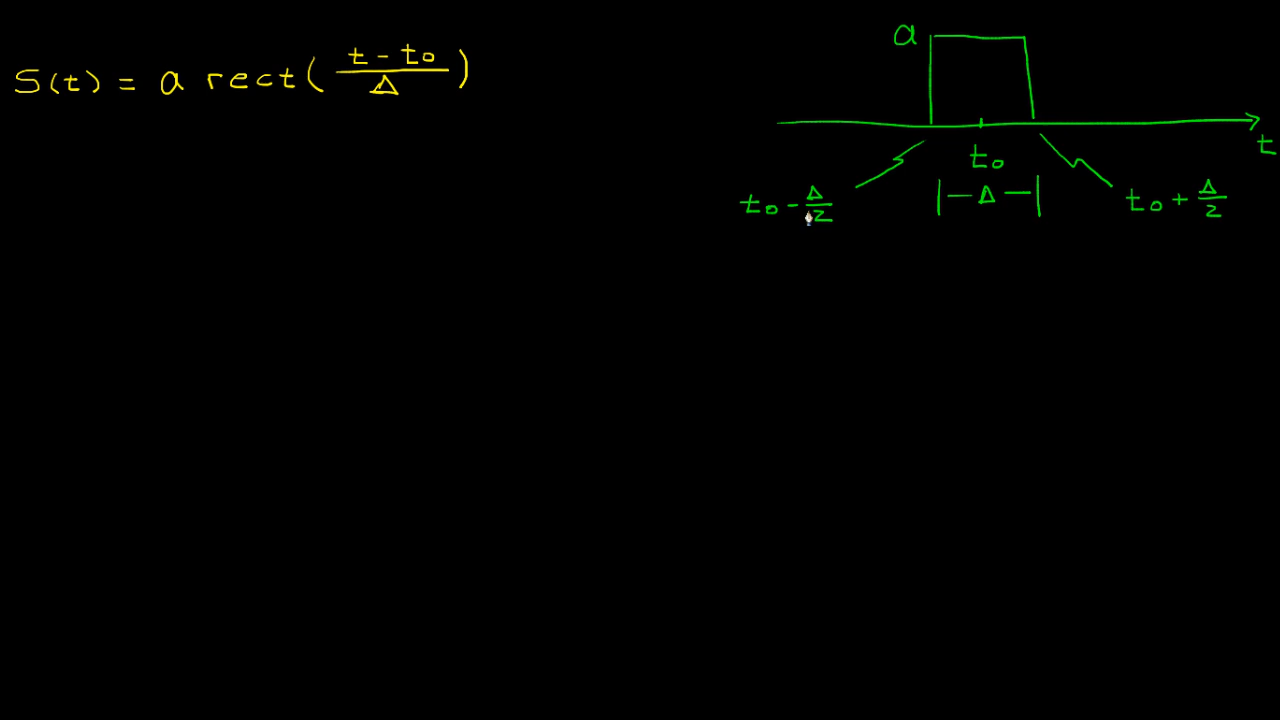 S(t) = a rect( (t - t₀)/Δ )
a
t
t₀
|— Δ —|
t₀ - Δ/2
t₀ + Δ/2